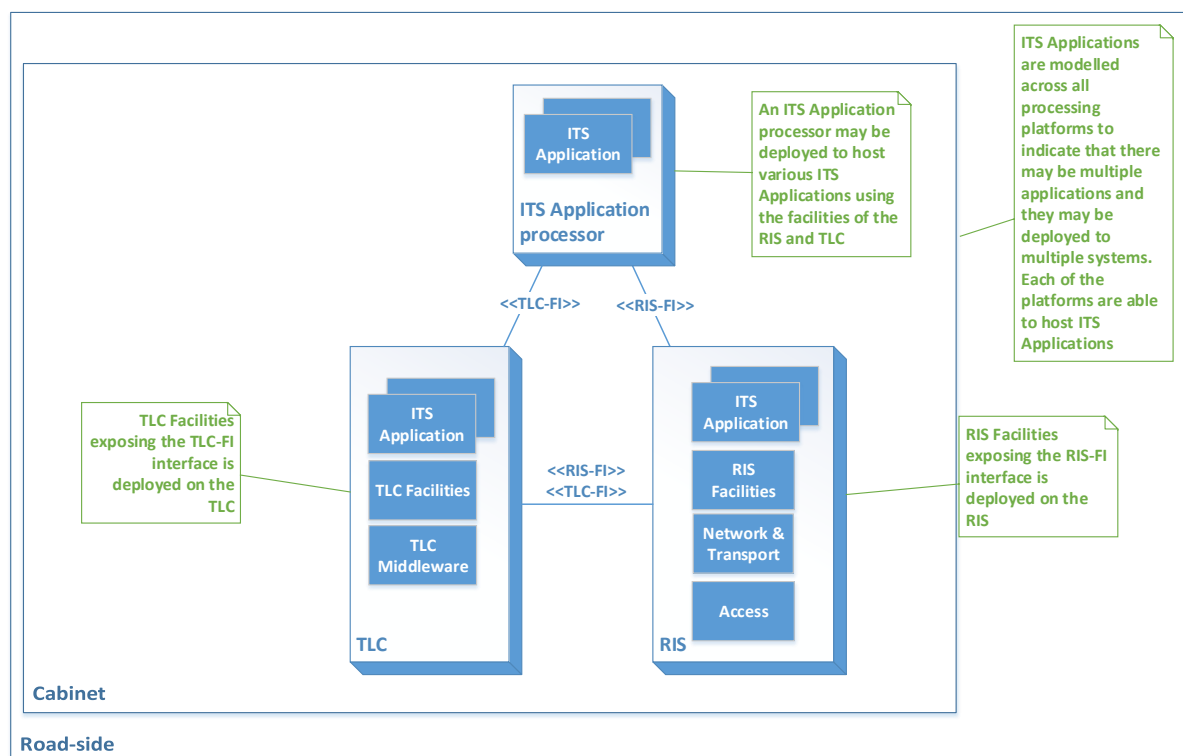 ITS Applications
are modelled
across all
processing
platforms to
indicate that there
may be multiple
applications and
they may be
deployed to
multiple systems.
Each of the
platforms are able
to host ITS
Applications
An ITS Application
processor may be
deployed to host
various ITS
Applications using
the facilities of the
RIS and TLC
ITS
Application
ITS Application
processor
<<TLC-FI>>
<<RIS-FI>>
TLC Facilities
exposing the TLC-FI
interface is
deployed on the
TLC
ITS
Application
TLC Facilities
TLC
Middleware
TLC
<<RIS-FI>>
<<TLC-FI>>
ITS
Application
RIS
Facilities
Network &
Transport
Access
RIS
RIS Facilities
exposing the RIS-FI
interface is
deployed on the
RIS
Cabinet
Road-side